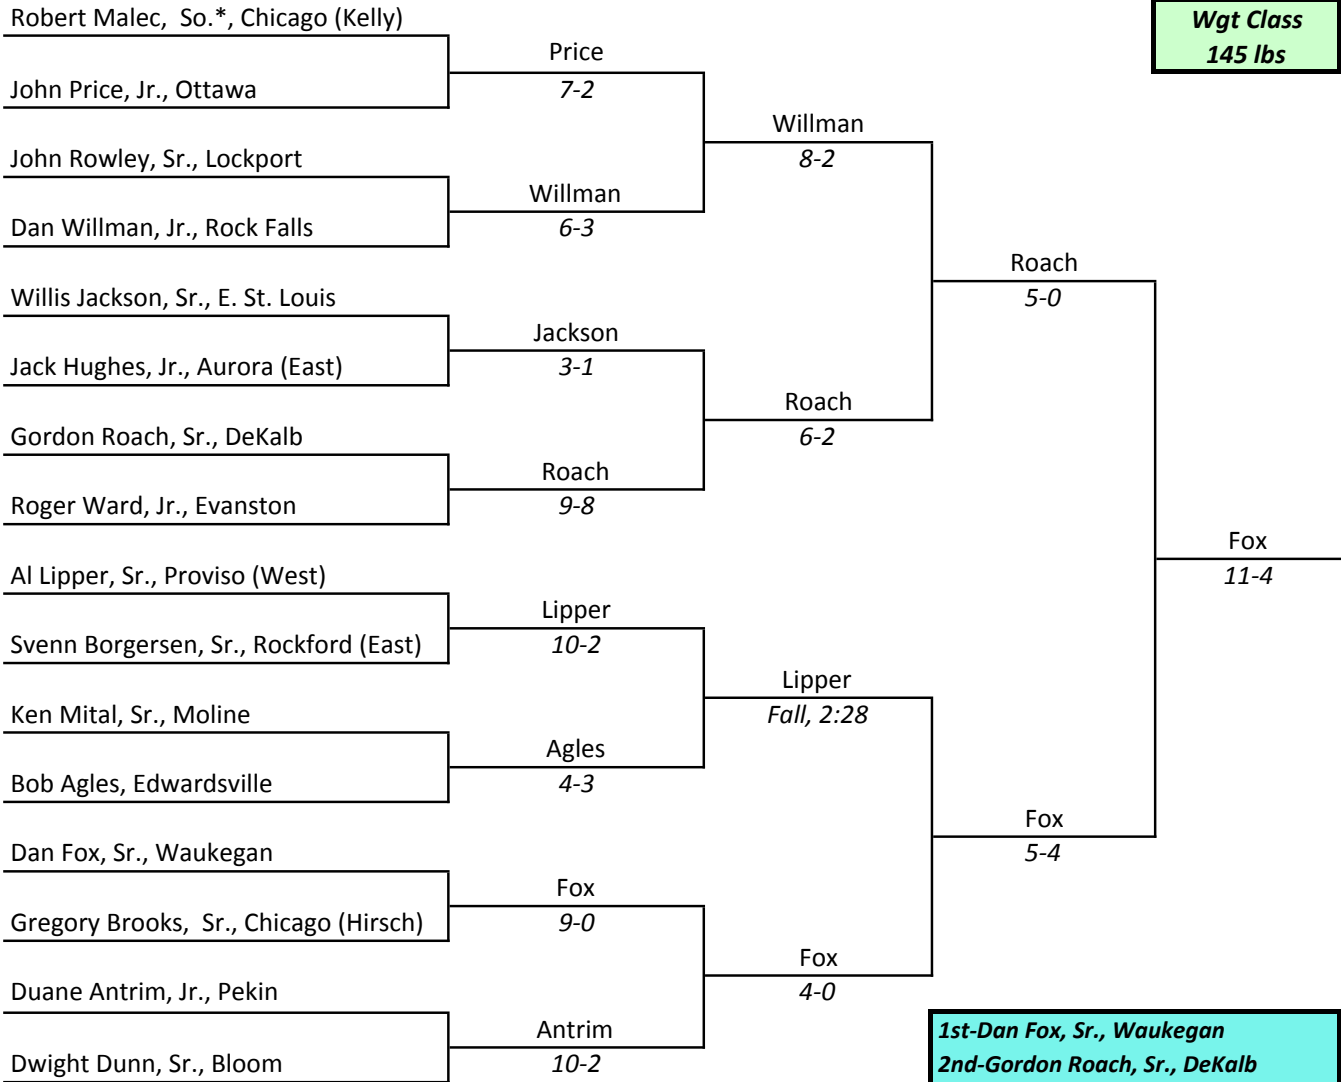 Robert Malec,  So.*, Chicago (Kelly)
Wgt Class
145 lbs
Price
7-2
John Price, Jr., Ottawa
Willman
8-2
John Rowley, Sr., Lockport
Willman
6-3
Dan Willman, Jr., Rock Falls
Roach
5-0
Willis Jackson, Sr., E. St. Louis
Jackson
3-1
Jack Hughes, Jr., Aurora (East)
Roach
6-2
Gordon Roach, Sr., DeKalb
Roach
9-8
Roger Ward, Jr., Evanston
Fox
11-4
Al Lipper, Sr., Proviso (West)
Lipper
10-2
Svenn Borgersen, Sr., Rockford (East)
Lipper
Fall, 2:28
Ken Mital, Sr., Moline
Agles
4-3
Bob Agles, Edwardsville
Fox
5-4
Dan Fox, Sr., Waukegan
Fox
9-0
Gregory Brooks,  Sr., Chicago (Hirsch)
Fox
4-0
Duane Antrim, Jr., Pekin
Antrim
10-2
Dwight Dunn, Sr., Bloom
1st-Dan Fox, Sr., Waukegan
2nd-Gordon Roach, Sr., DeKalb